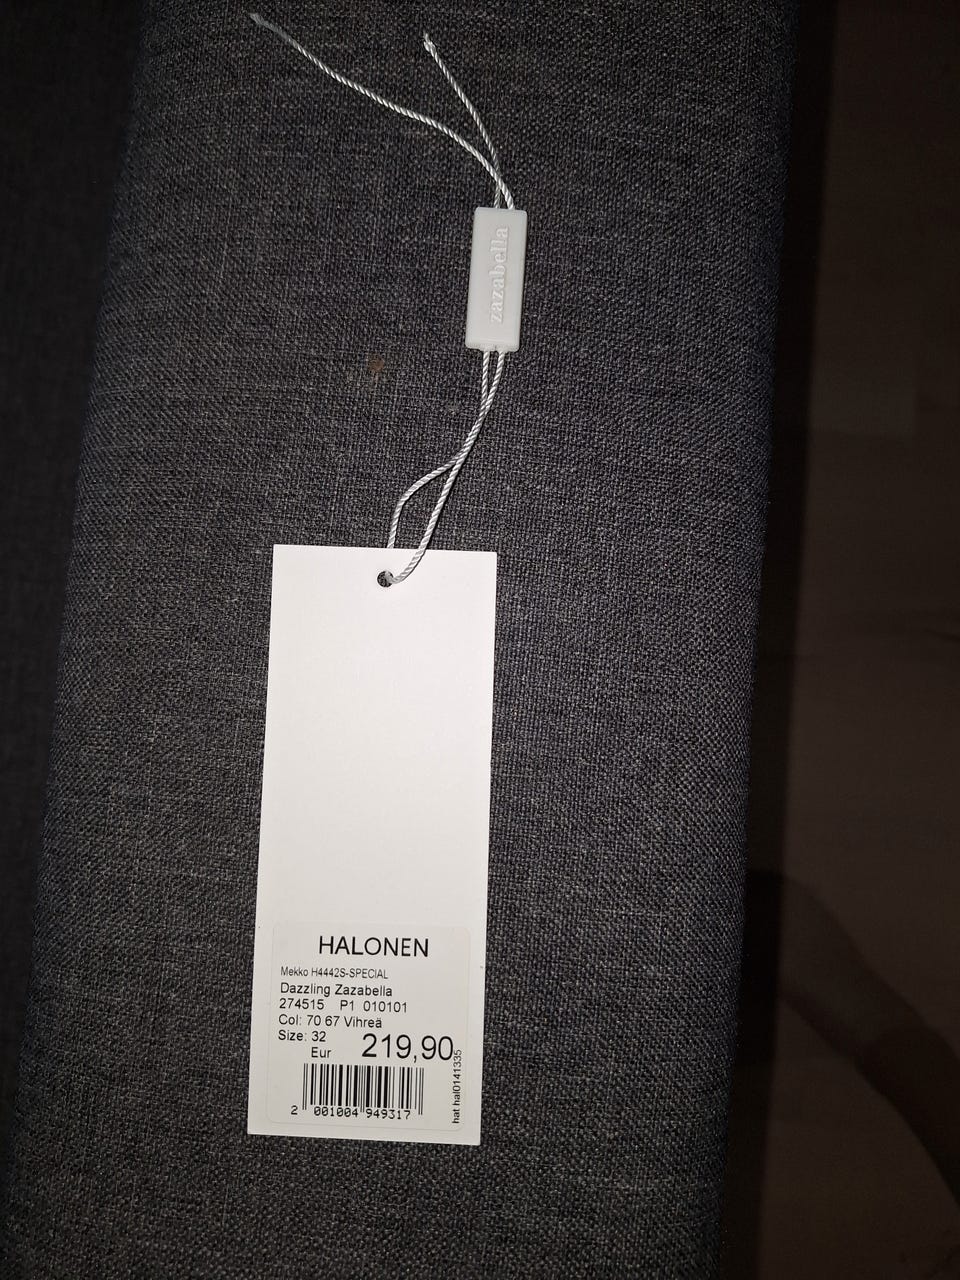 zazabella
HALONEN
Mekko H4442S-SPECIAL
Dazzling Zazabella
274515 P1 010101
Col: 70 67 Vihreä
Size: 32
Eur 219,90
2 001004 949317
hat hal0141335